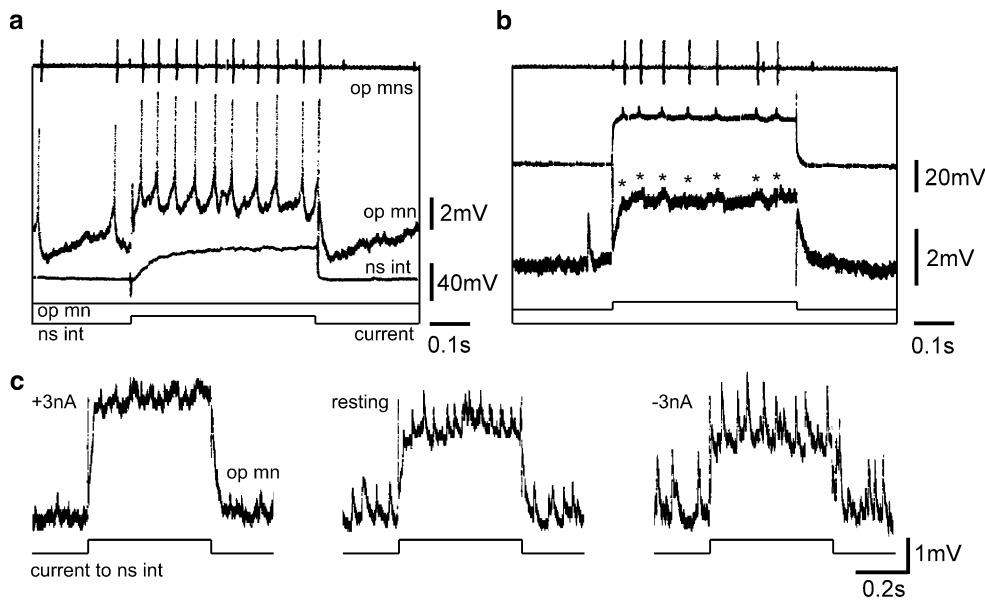 a
b
op mns
op mn
2mV
ns int
40mV
op mn
ns int
current
0.1s
* * * * * * *
20mV
2mV
0.1s
c
+3nA
resting
-3nA
op mn
current to ns int
1mV
0.2s